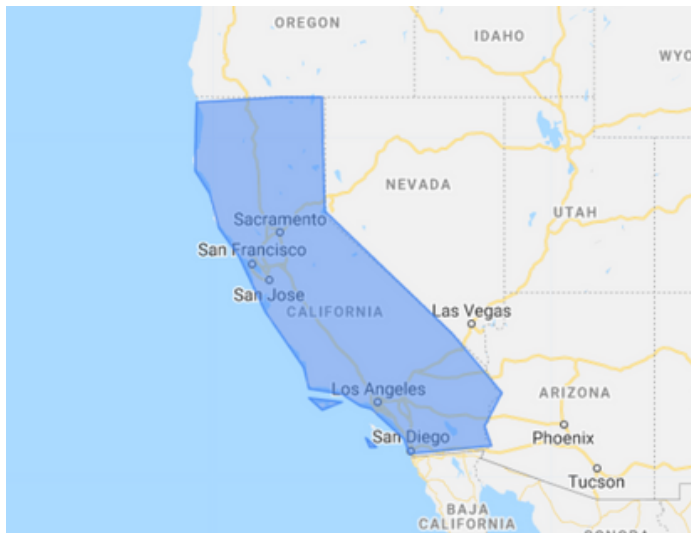 OREGON
IDAHO
WYO
NEVADA
UTAH
Sacramento
San Francisco
San Jose
CALIFORNIA
Las Vegas
Los Angeles
ARIZONA
San Diego
Phoenix
Tucson
BAJA
CALIFORNIA
SONORA